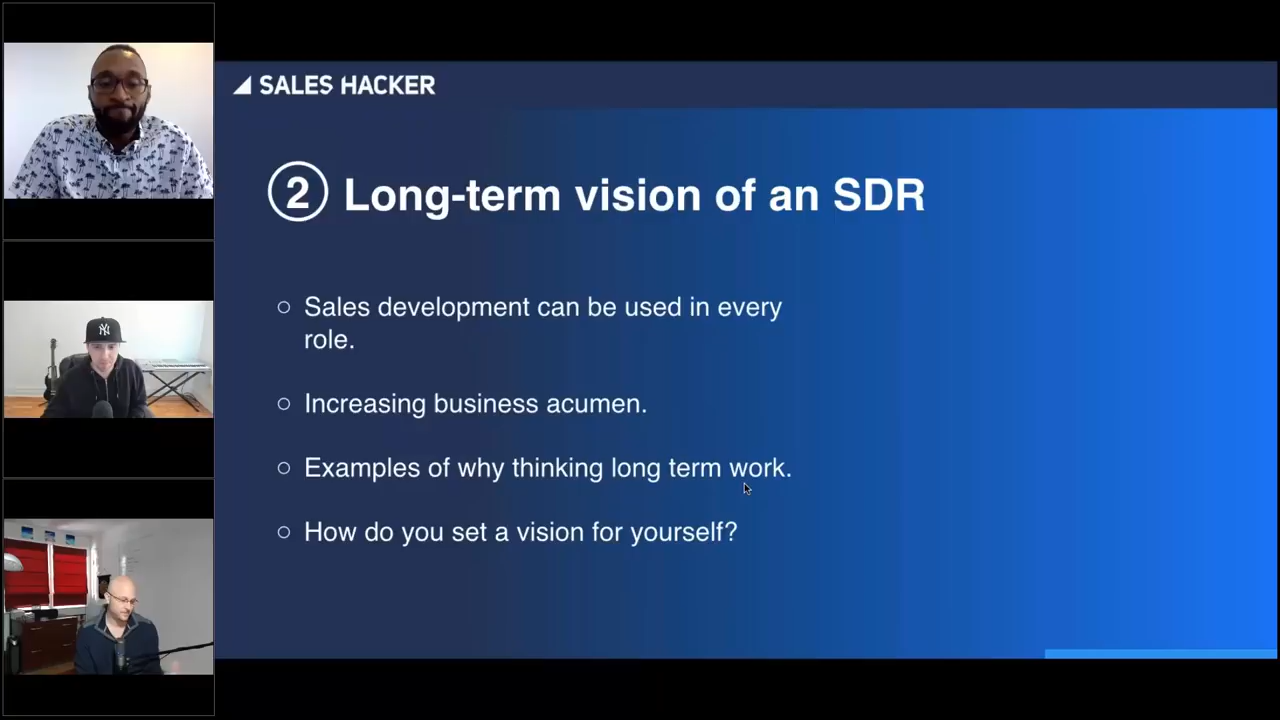 SALES HACKER
2 Long-term vision of an SDR
Sales development can be used in every
role.
Increasing business acumen.
Examples of why thinking long term work.
How do you set a vision for yourself?
NY